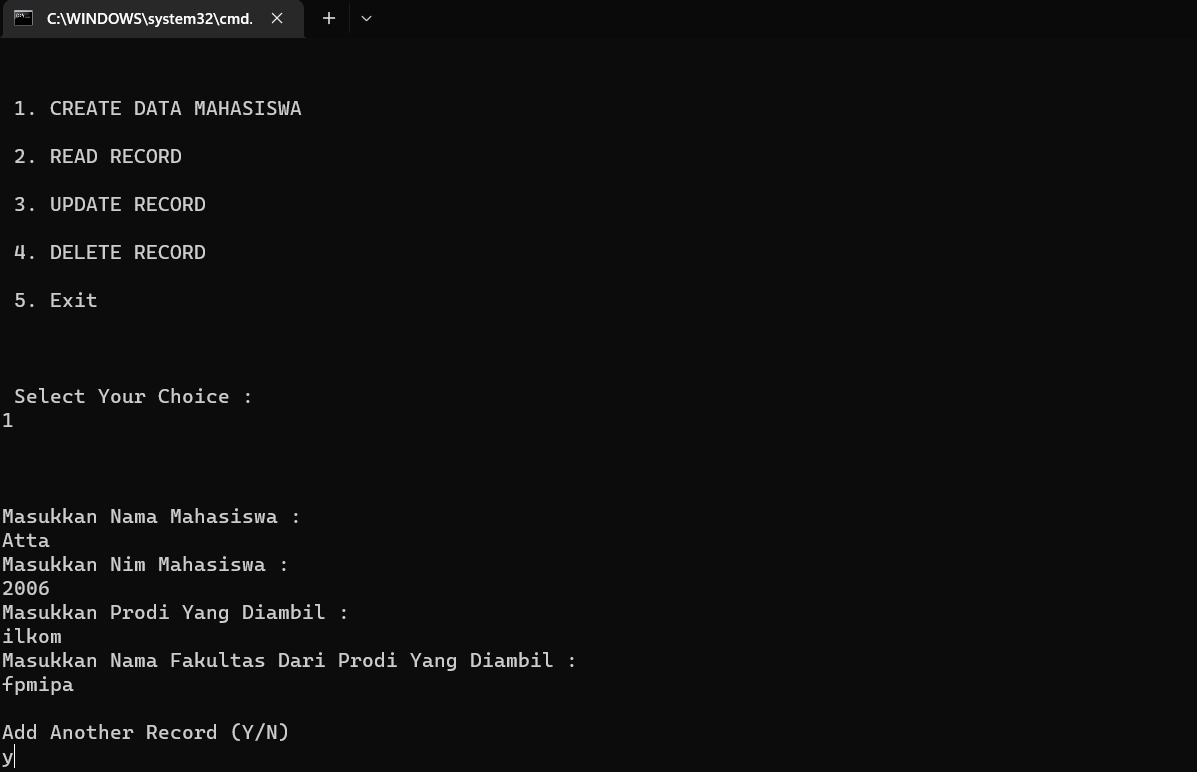 C:\WINDOWS\system32\cmd.
1. CREATE DATA MAHASISWA
2. READ RECORD
3. UPDATE RECORD
4. DELETE RECORD
5. Exit
Select Your Choice :
1
Masukkan Nama Mahasiswa :
Atta
Masukkan Nim Mahasiswa :
2006
Masukkan Prodi Yang Diambil :
ilkom
Masukkan Nama Fakultas Dari Prodi Yang Diambil :
fpmipa
Add Another Record (Y/N)
y